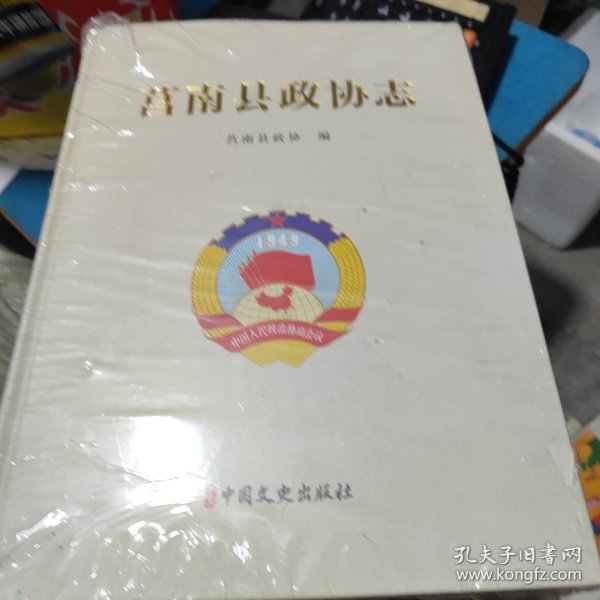 莒南县政协志
莒南县政协 编
1949
中国人民政治协商会议
中国文史出版社
孔夫子旧书网
www.kongfz.com